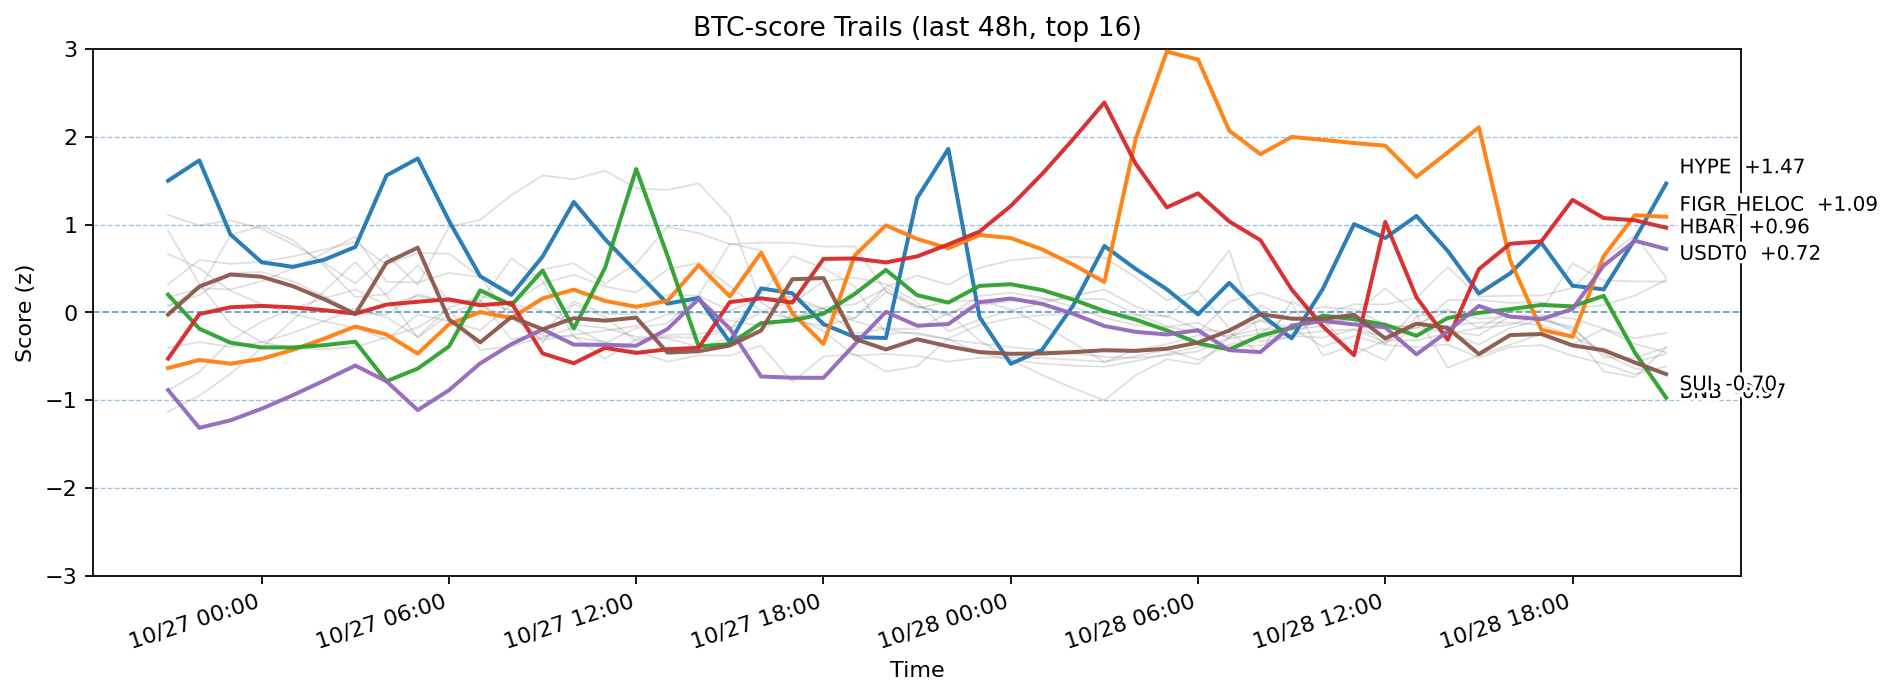 BTC-score Trails (last 48h, top 16)
Score (z)
3
2
1
0
−1
−2
−3
HYPE +1.47
FIGR_HELOC +1.09
HBAR +0.96
USDT0 +0.72
SUI -0.70
BNB -0.97
10/27 00:00
10/27 06:00
10/27 12:00
10/27 18:00
10/28 00:00
10/28 06:00
10/28 12:00
10/28 18:00
Time